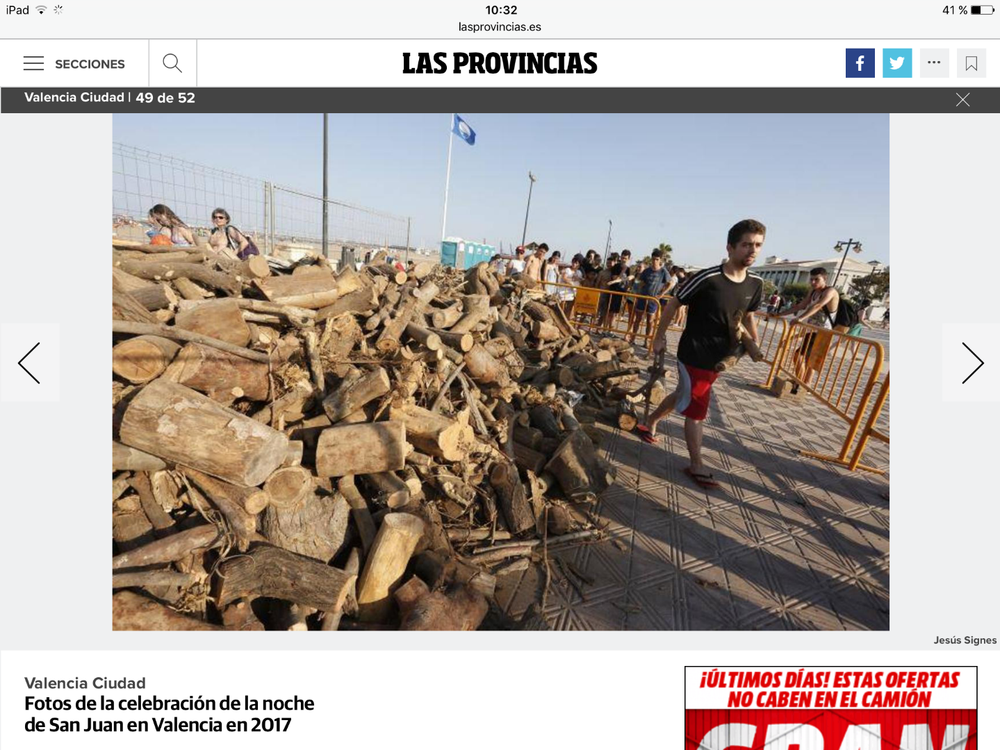 iPad
10:32
41 %
lasprovincias.es
SECCIONES
LAS PROVINCIAS
Valencia Ciudad | 49 de 52
Jesús Signes
Valencia Ciudad
Fotos de la celebración de la noche
de San Juan en Valencia en 2017
¡ÚLTIMOS DÍAS! ESTAS OFERTAS
NO CABEN EN EL CAMIÓN
GRAN